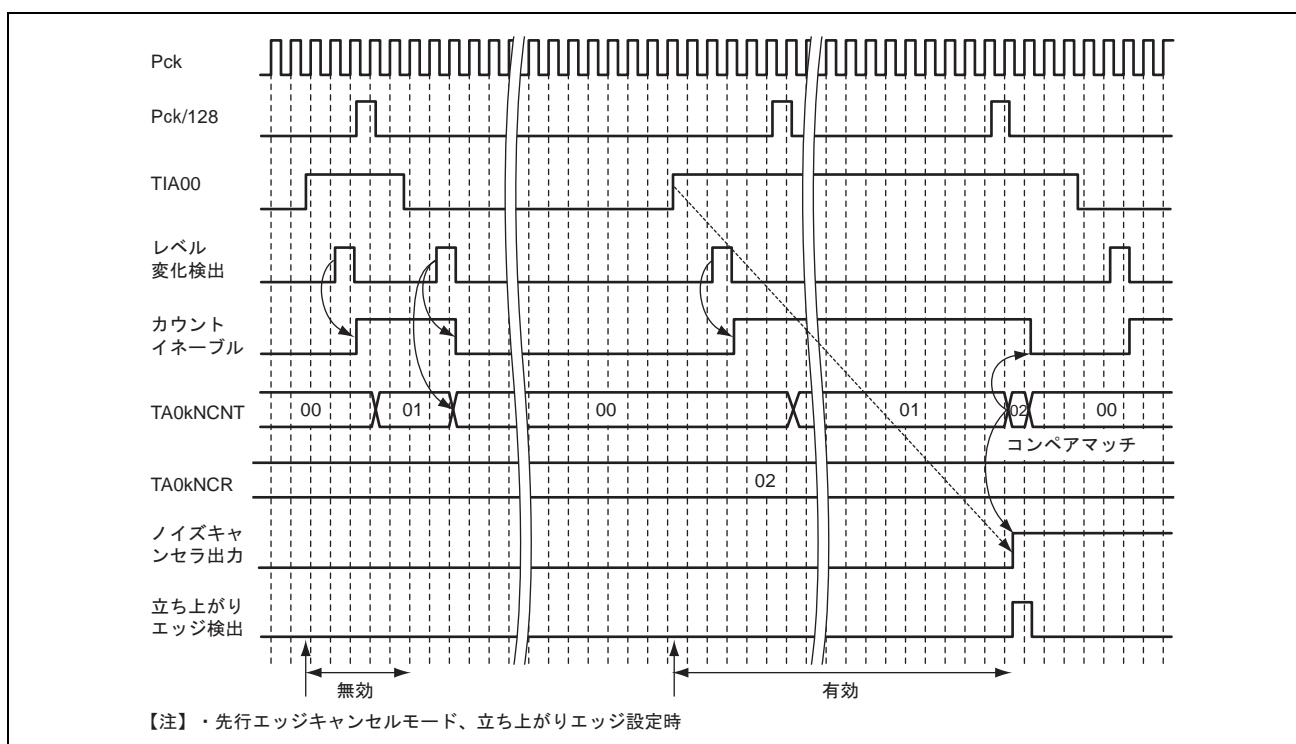 Pck
Pck/128
TIA00
レベル
変化検出
カウント
イネーブル
TA0kNCNT
00
01
00
01
02
00
コンペアマッチ
TA0kNCR
02
ノイズキャ
ンセラ出力
立ち上がり
エッジ検出
無効
有効
【注】・先行エッジキャンセルモード、立ち上がりエッジ設定時